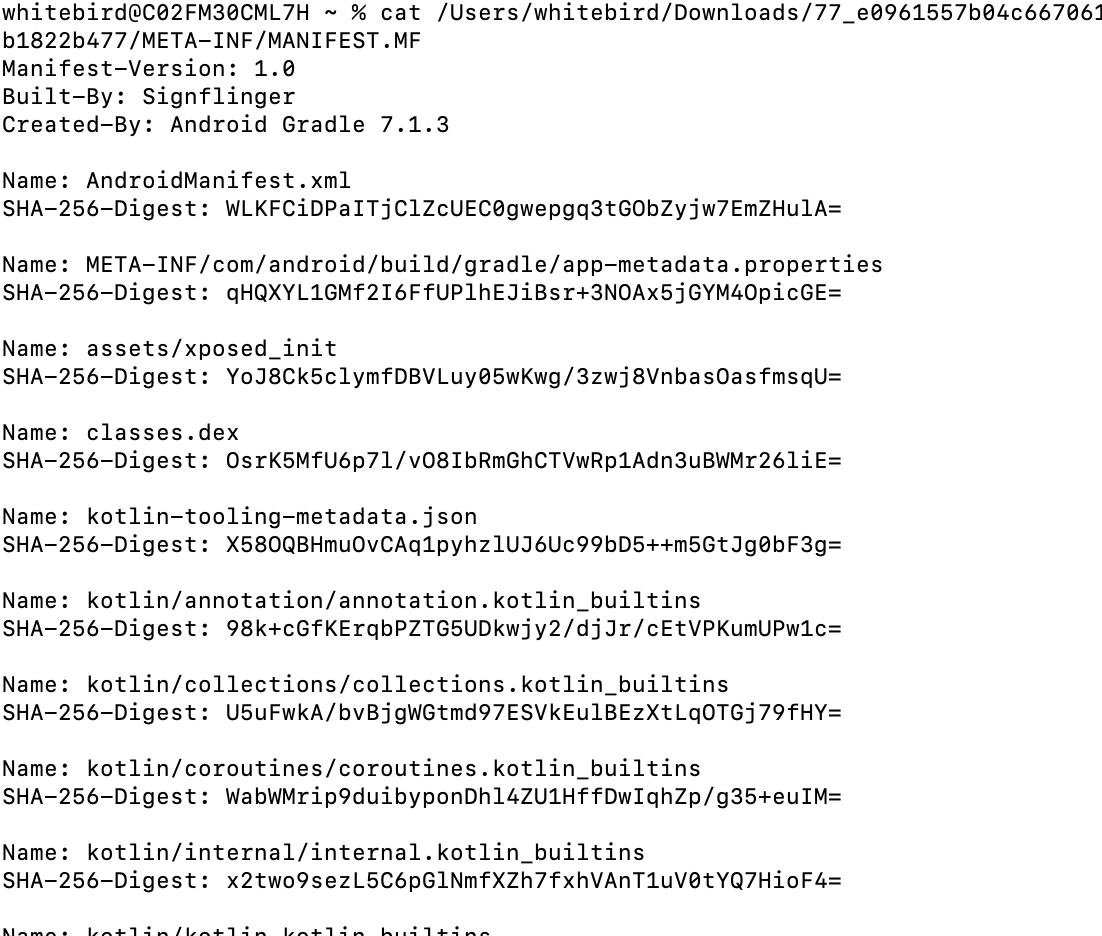 whitebird@C02FM30CML7H ~ % cat /Users/whitebird/Downloads/77_e0961557b04c667061
b1822b477/META-INF/MANIFEST.MF
Manifest-Version: 1.0
Built-By: Signflinger
Created-By: Android Gradle 7.1.3
Name: AndroidManifest.xml
SHA-256-Digest: WLKFCiDPaITjClZcUEC0gwepgq3tGObZyjw7EmZHulA=
Name: META-INF/com/android/build/gradle/app-metadata.properties
SHA-256-Digest: qHQXYL1GMf2I6FfUPlhEJiBsr+3NOAx5jGYM4OpicGE=
Name: assets/xposed_init
SHA-256-Digest: YoJ8Ck5clymfDBVLuy05wKwg/3zwj8VnbasOasfmsqU=
Name: classes.dex
SHA-256-Digest: OsrK5MfU6p7l/vO8IbRmGhCTVwRp1Adn3uBWMr26liE=
Name: kotlin-tooling-metadata.json
SHA-256-Digest: X58OQBHmuOvCAq1pyhzlUJ6Uc99bD5++m5GtJg0bF3g=
Name: kotlin/annotation/annotation.kotlin_builtins
SHA-256-Digest: 98k+cGfKErqbPZTG5UDkwjy2/djJr/cEtVPKumUPw1c=
Name: kotlin/collections/collections.kotlin_builtins
SHA-256-Digest: U5uFwkA/bvBjgWGtmd97ESVkEulBEzXtLqOTGj79fHY=
Name: kotlin/coroutines/coroutines.kotlin_builtins
SHA-256-Digest: WabWMrip9duibyponDhl4ZU1HffDwIqhZp/g35+euIM=
Name: kotlin/internal/internal.kotlin_builtins
SHA-256-Digest: x2two9sezL5C6pGlNmfXZh7fxhVAnT1uV0tYQ7HioF4=
Name: kotlin/kotlin.kotlin_builtins